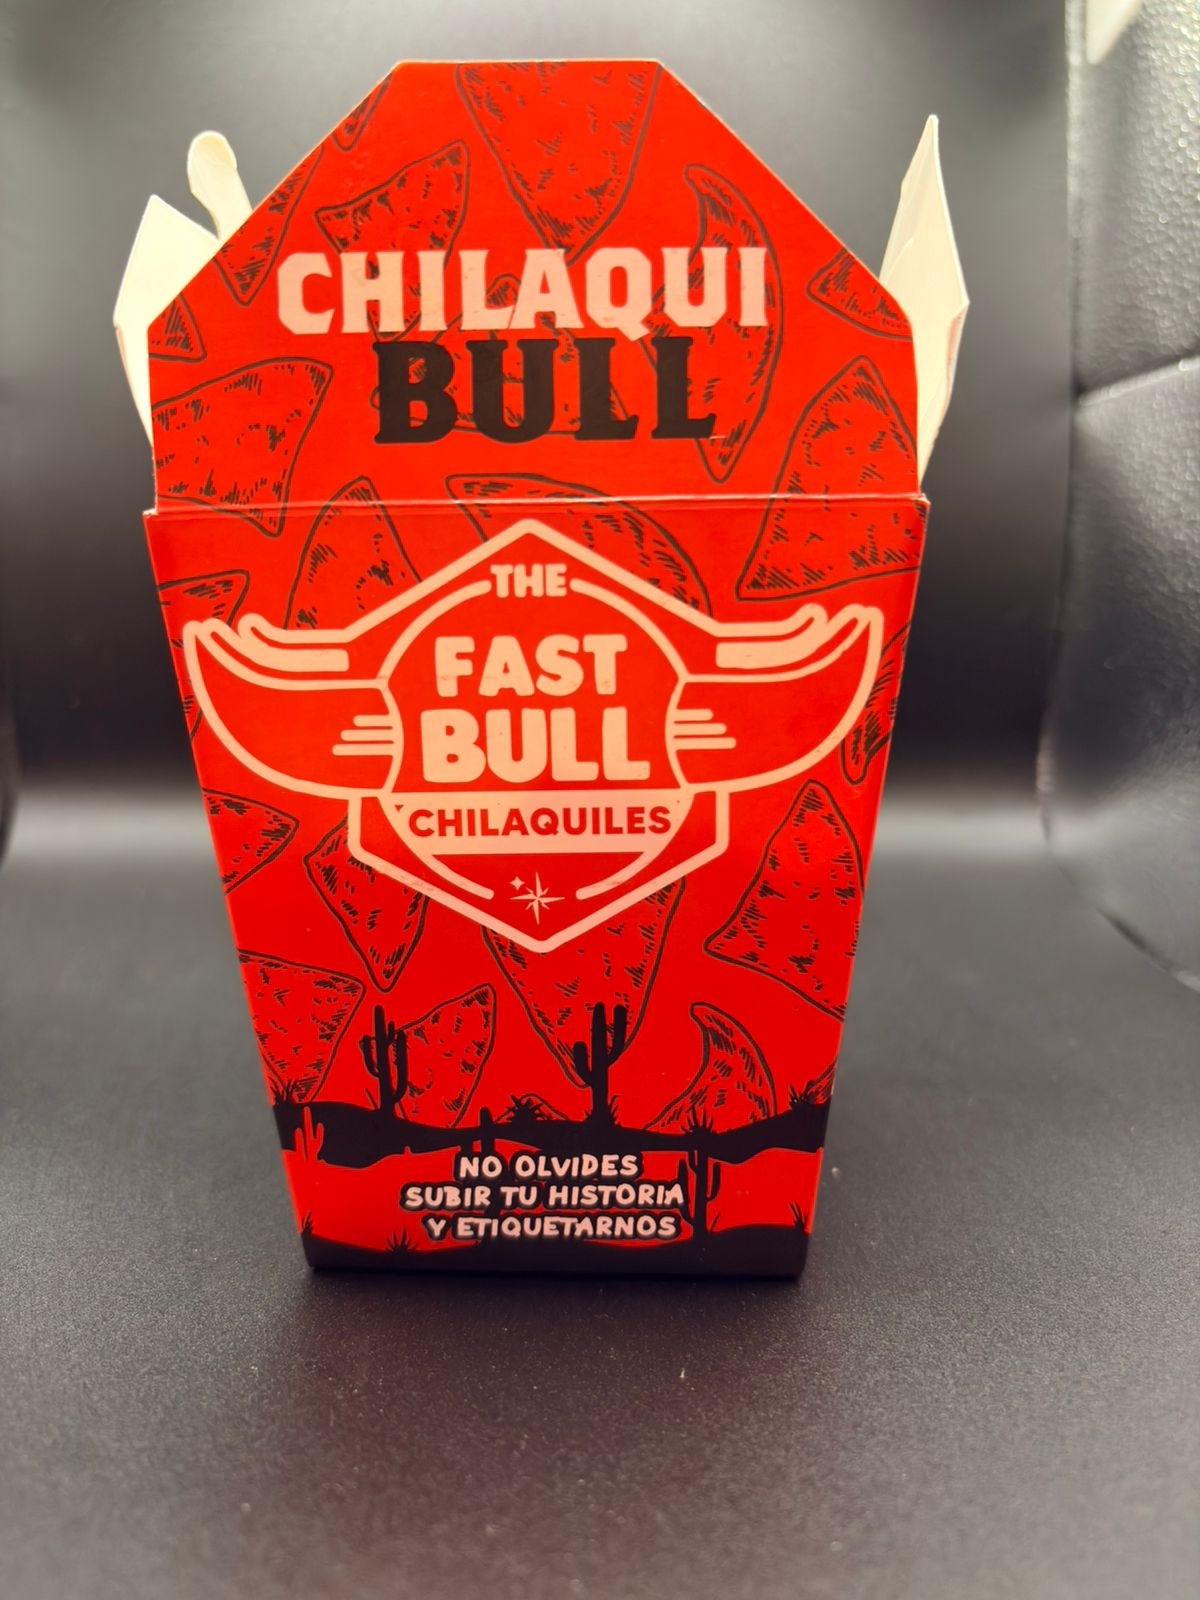 CHILAQUI
BULL
THE
FAST
BULL
CHILAQUILES
NO OLVIDES
SUBIR TU HISTORIA
Y ETIQUETARNOS